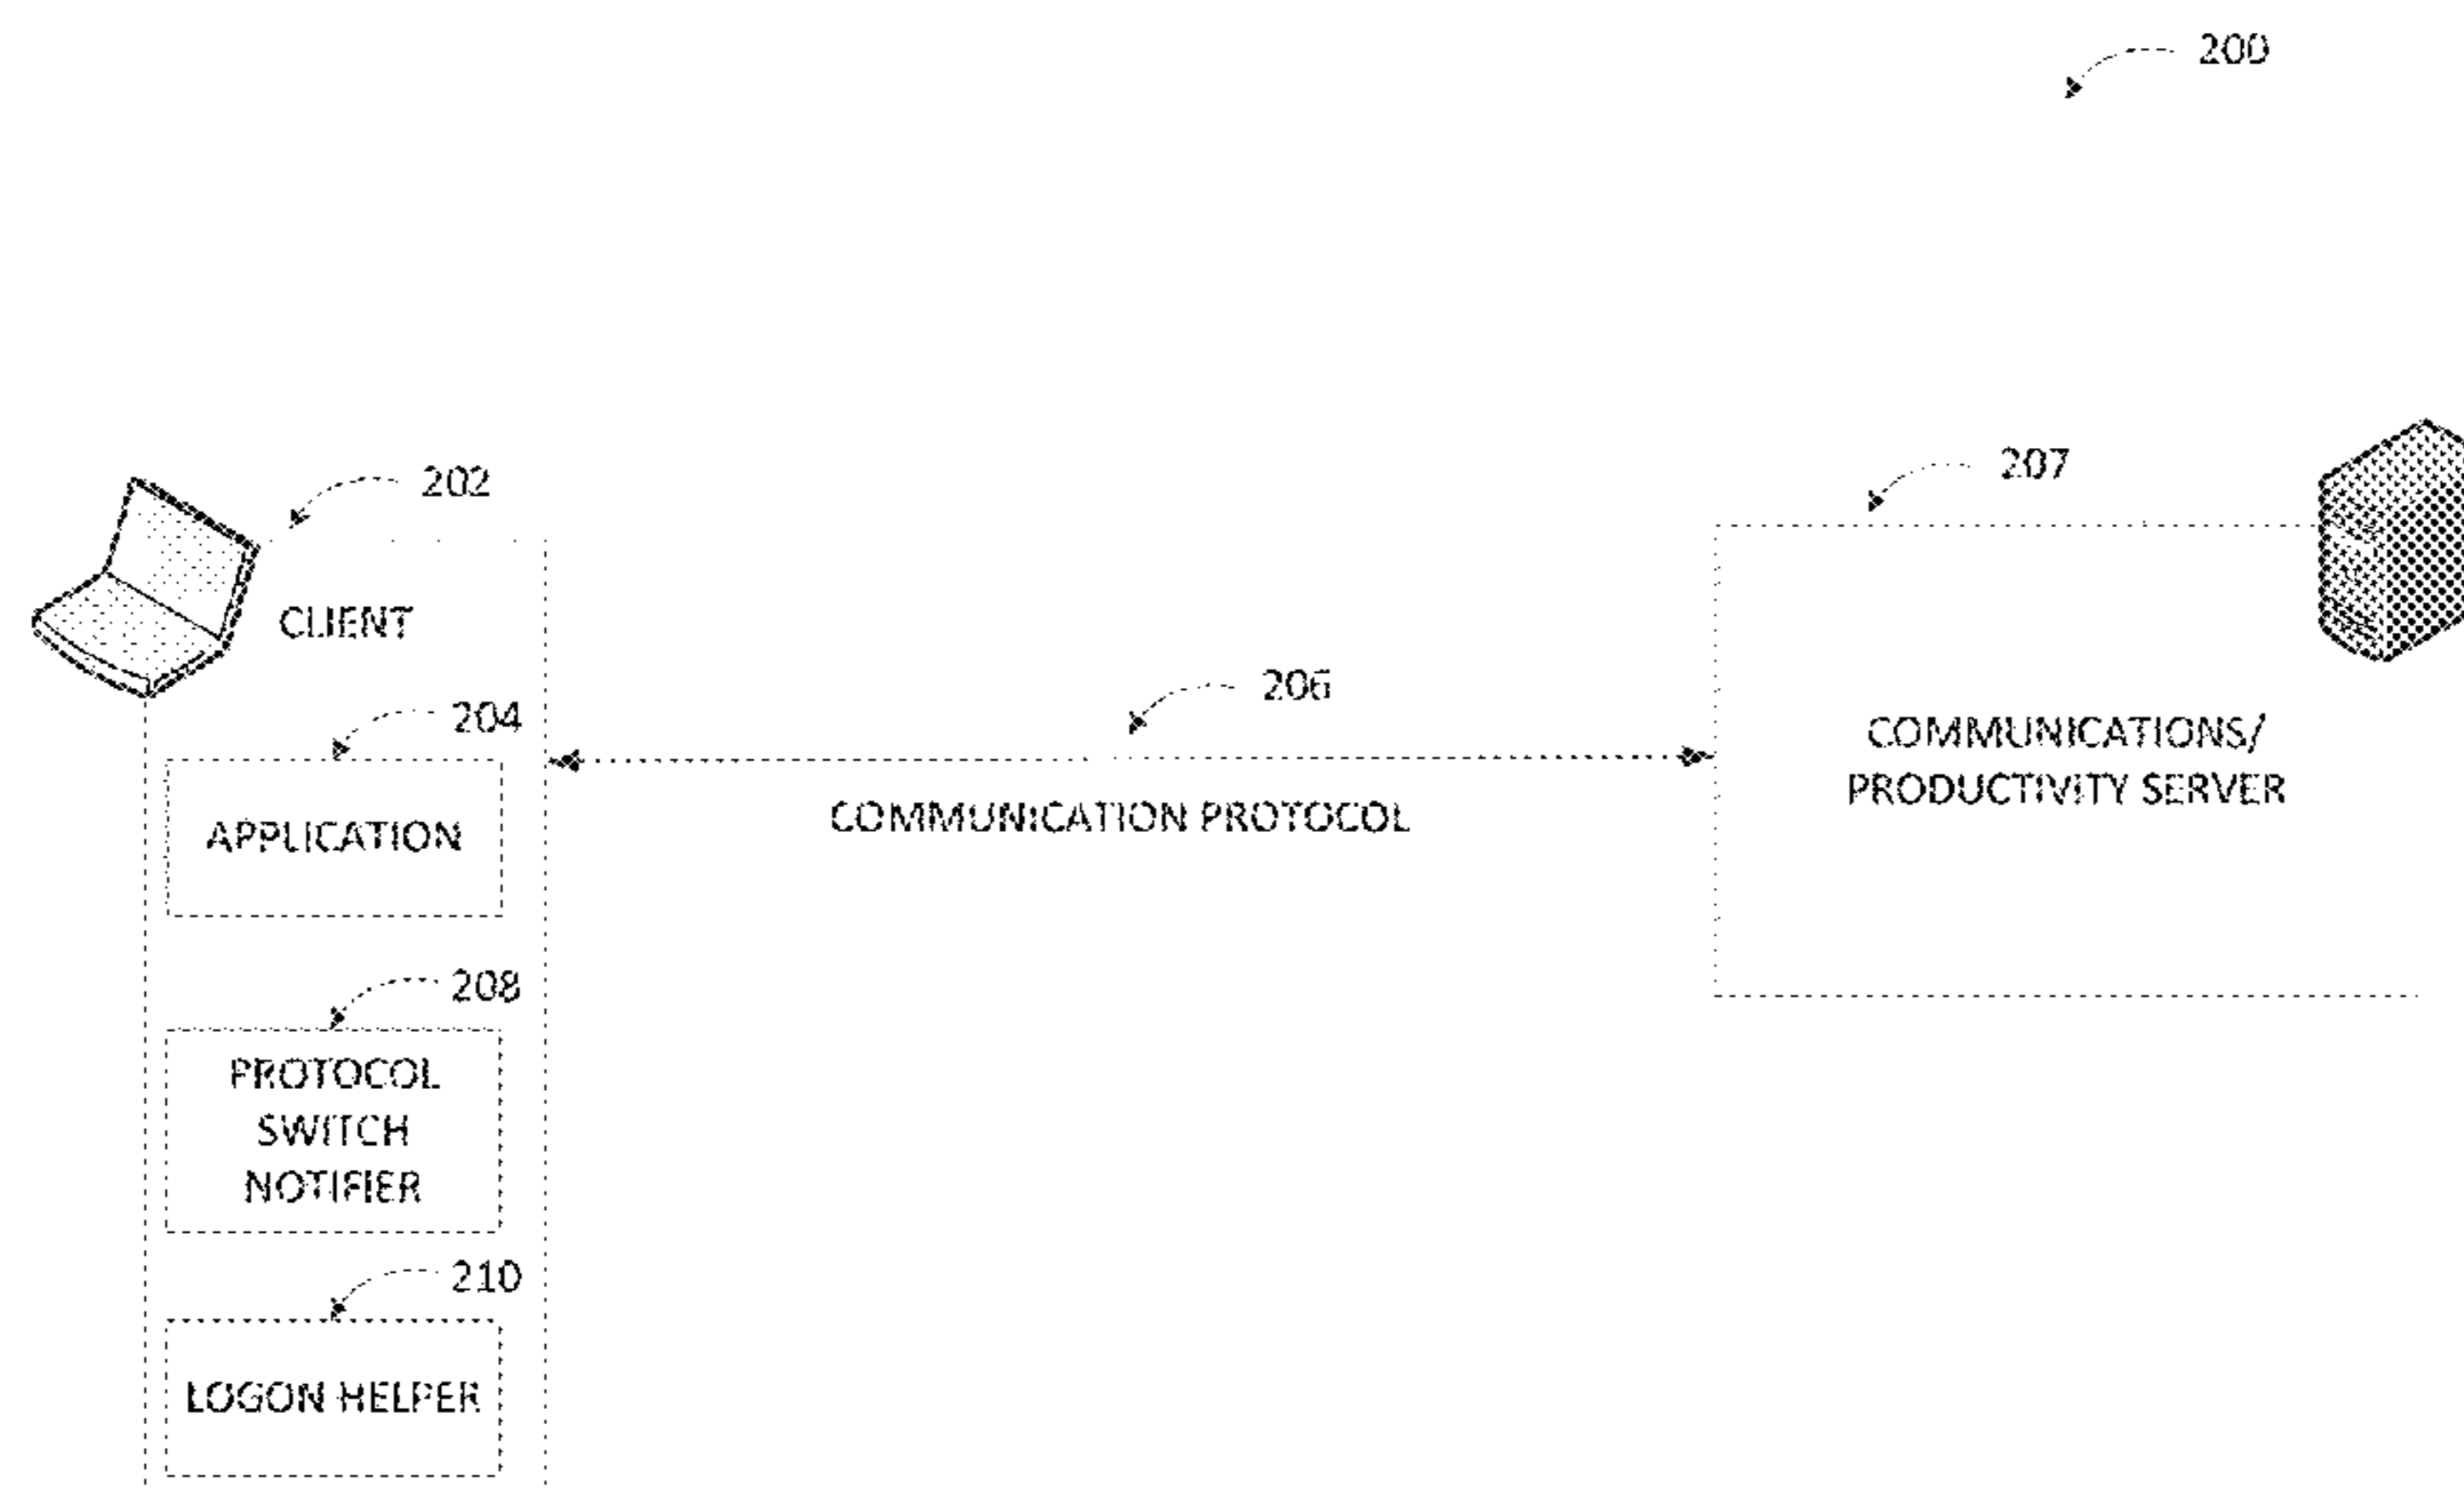 200
202
207
CLIENT
206
204
COMMUNICATIONS/
PRODUCTIVITY SERVER
COMMUNICATION PROTOCOL
APPLICATION
208
PROTOCOL
SWITCH
NOTIFIER
210
LOGON HELPER